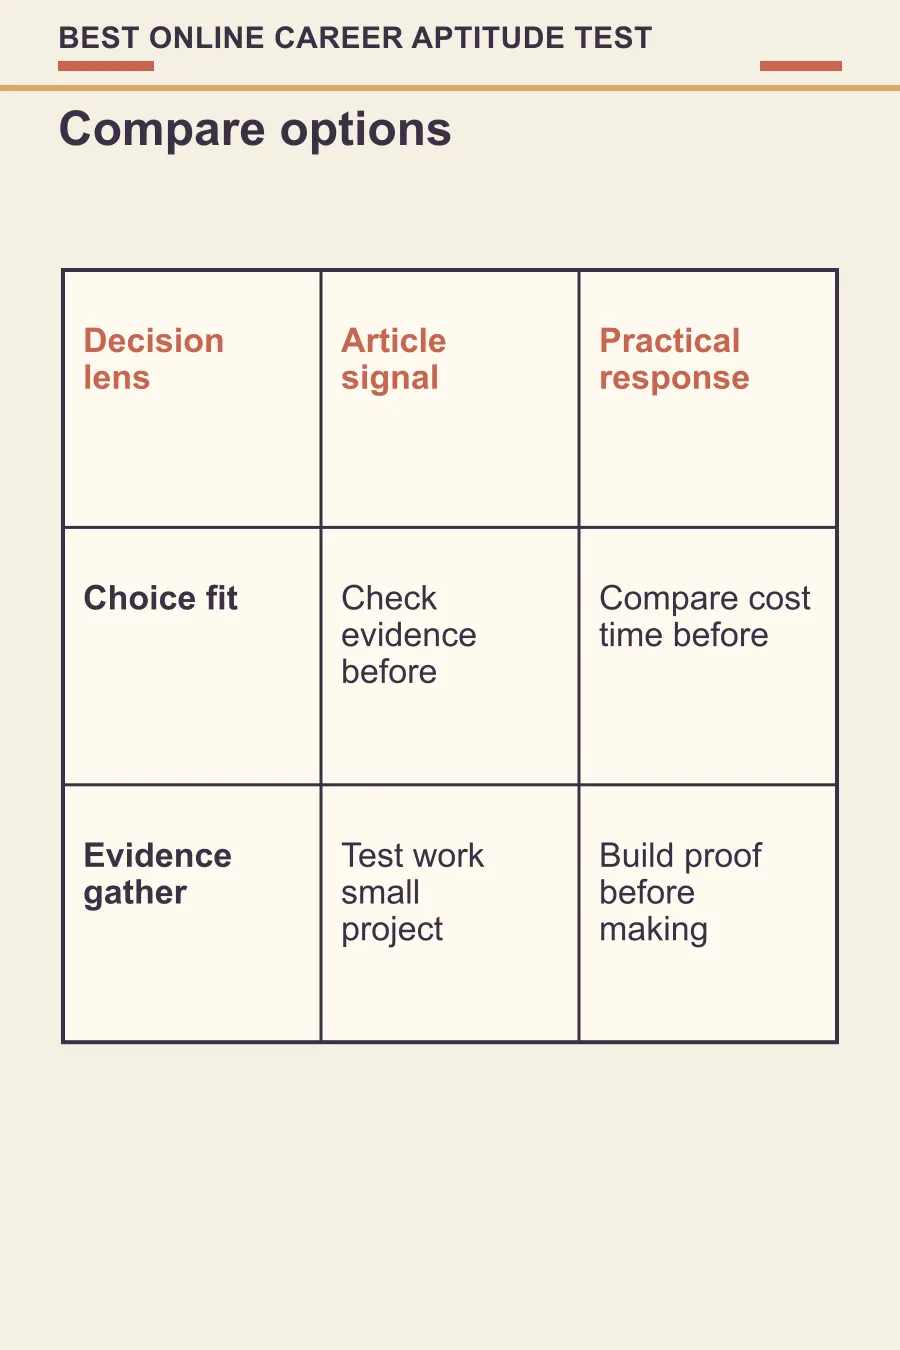 BEST ONLINE CAREER APTITUDE TEST
Compare options
Decision
lens
Article
signal
Practical
response
Choice fit
Check
evidence
before
Compare cost
time before
Evidence
gather
Test work
small
project
Build proof
before
making